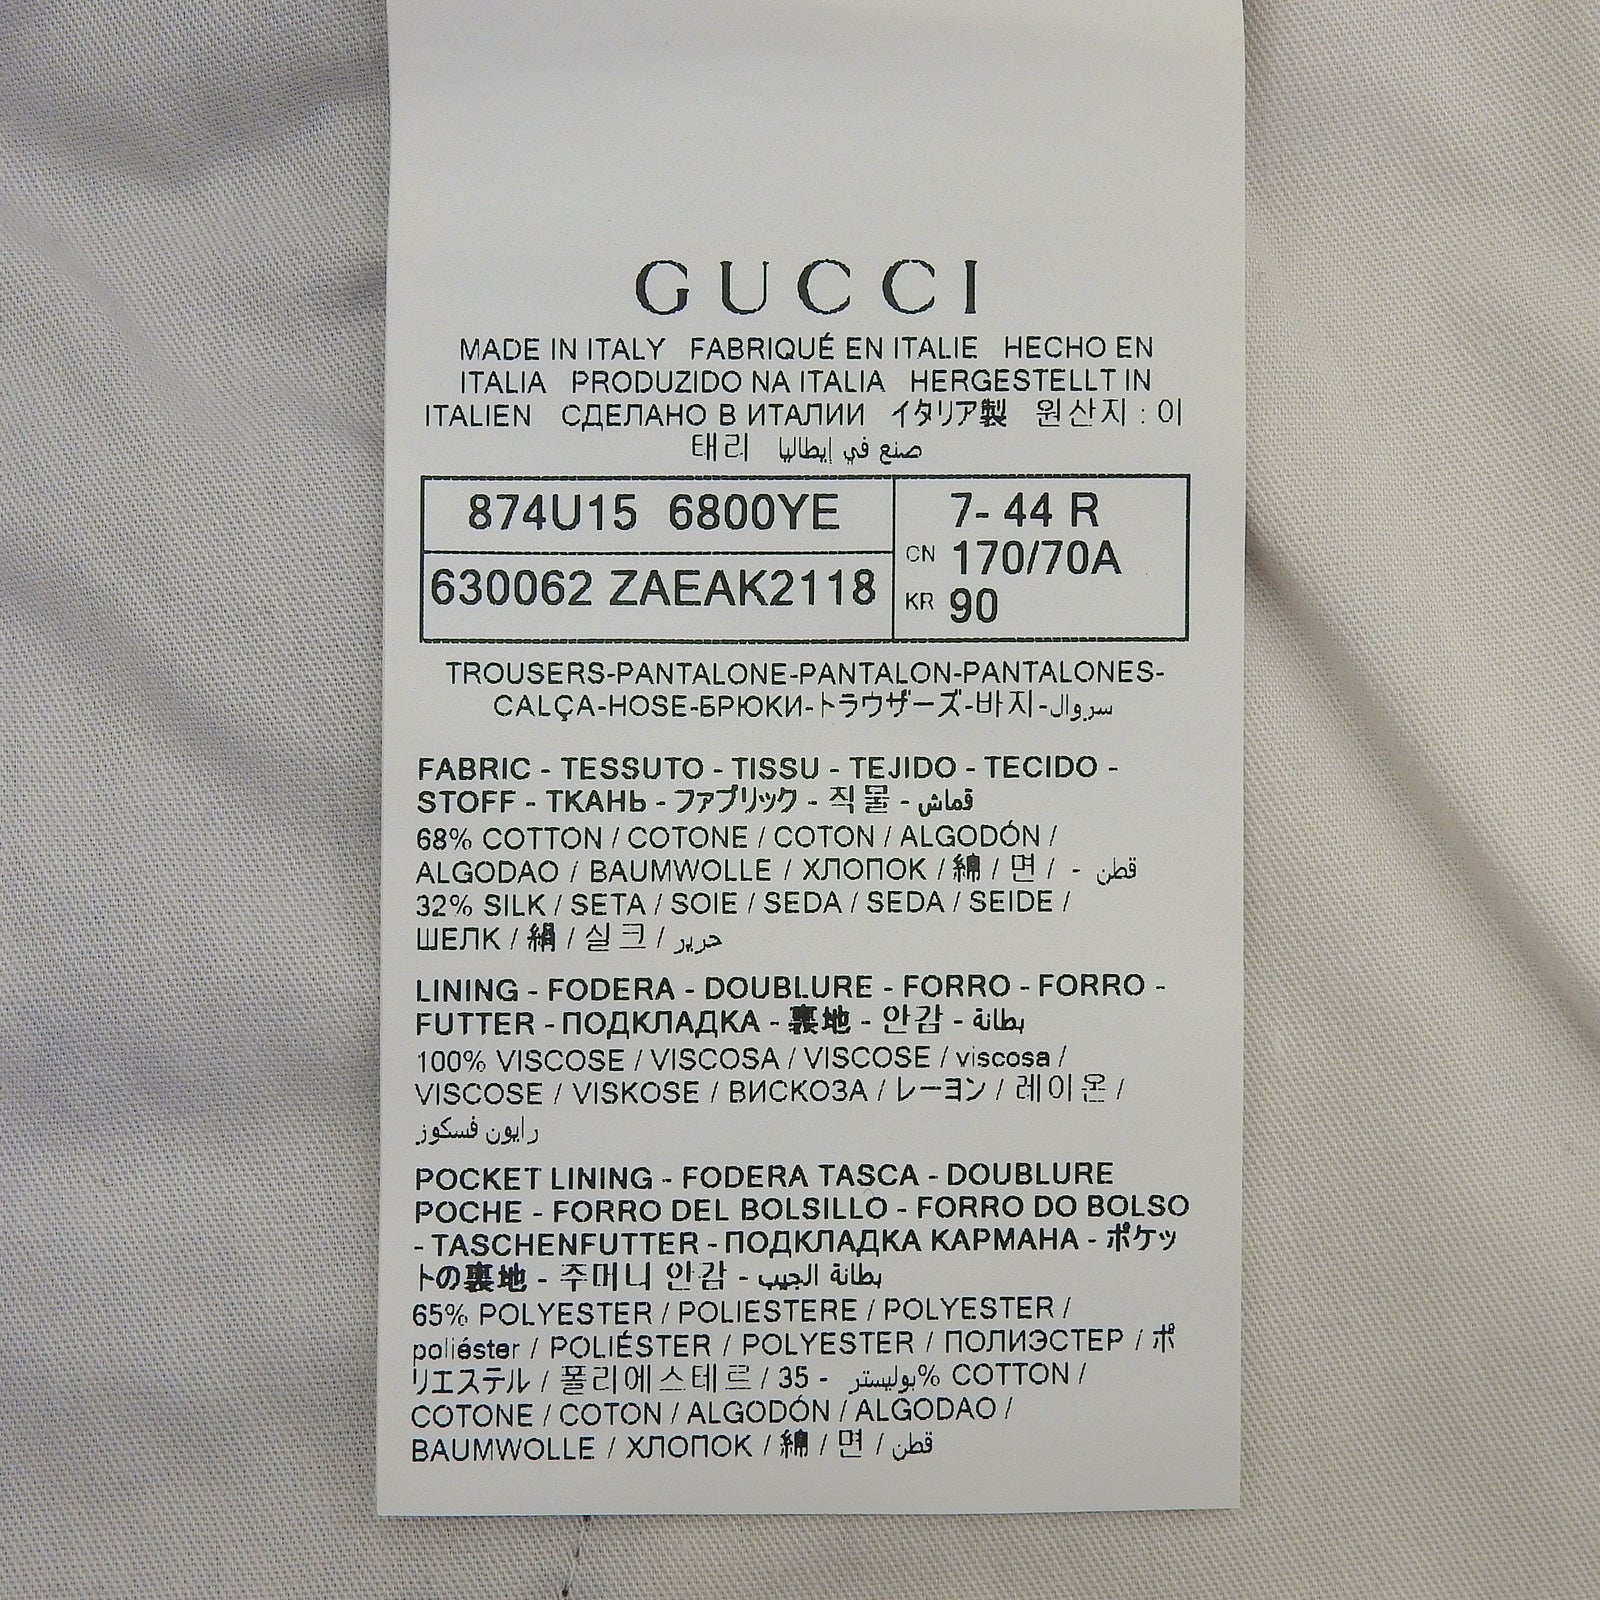 GUCCI
MADE IN ITALY FABRIQUÉ EN ITALIE HECHO EN
ITALIA PRODUZIDO NA ITALIA HERGESTELLT IN
ITALIEN СДЕЛАНО В ИТАЛИИ イタリア製 원산지 : 이
태리 صنع في إيطاليا
874U15 6800YE
630062 ZAEAK2118
7- 44 R
CN 170/70A
KR 90
TROUSERS-PANTALONE-PANTALON-PANTALONES-
CALÇA-HOSE-БРЮКИ-トラウザーズ-바지-سروال
FABRIC - TESSUTO - TISSU - TEJIDO - TECIDO -
STOFF - ТКАНЬ - ファブリック - 직물 - قماش
68% COTTON / COTONE / COTON / ALGODÓN /
ALGODAO / BAUMWOLLE / ХЛОПОК / 綿 / 면 / - قطن
32% SILK / SETA / SOIE / SEDA / SEDA / SEIDE /
ШЕЛК / 絹 / 실크 / حرير
LINING - FODERA - DOUBLURE - FORRO - FORRO -
FUTTER - ПОДКЛАДКА - 裏地 - 안감 - بطانة
100% VISCOSE / VISCOSA / VISCOSE / viscosa /
VISCOSE / VISKOSE / ВИСКОЗА / レーヨン / 레이온 /
رايون فسكوز
POCKET LINING - FODERA TASCA - DOUBLURE
POCHE - FORRO DEL BOLSILLO - FORRO DO BOLSO
- TASCHENFUTTER - ПОДКЛАДКА КАРМАНА - ポケッ
トの裏地 - 주머니 안감 - بطانة الجيب
65% POLYESTER / POLIESTERE / POLYESTER /
poliéster / POLIÉSTER / POLYESTER / ПОЛИЭСТЕР / ポ
リエステル / 폴리에스테르 / 35 - بوليستر% COTTON /
COTONE / COTON / ALGODÓN / ALGODAO /
BAUMWOLLE / ХЛОПОК / 綿 / 면 / قطن